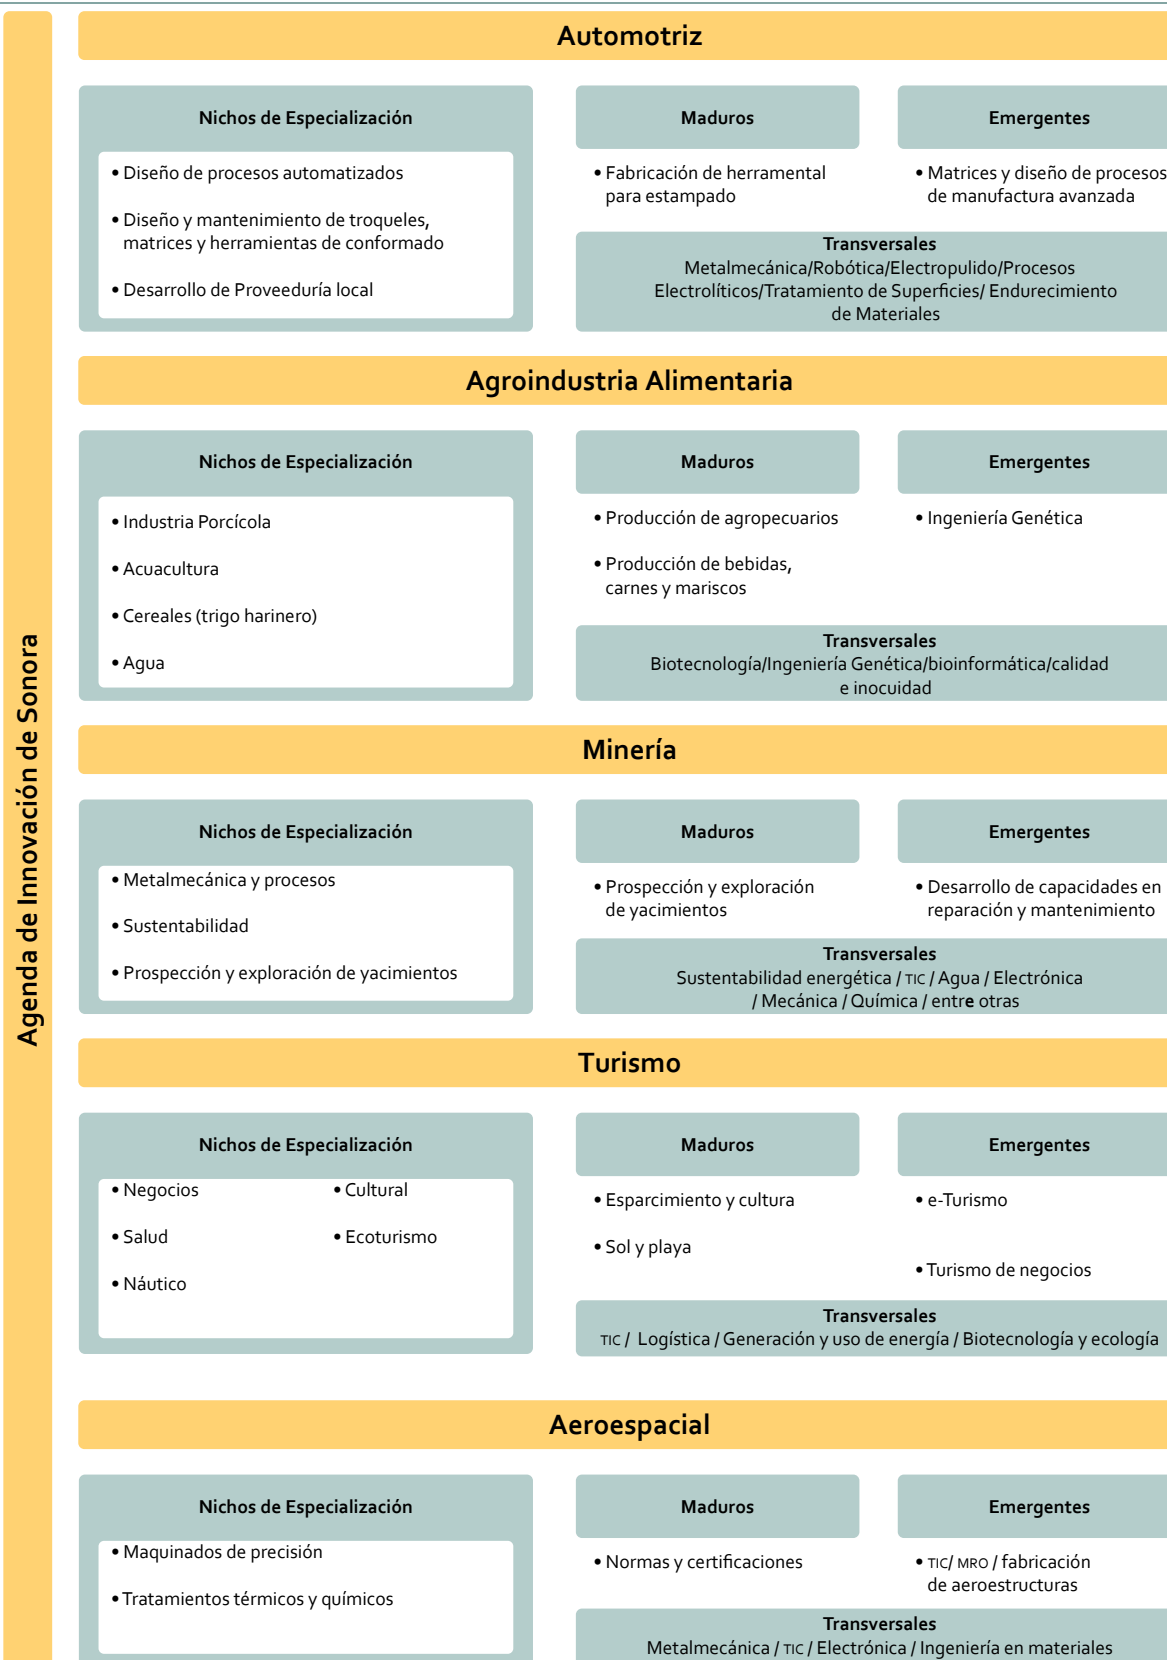 Agenda de Innovación de Sonora
Automotriz
Nichos de Especialización
• Diseño de procesos automatizados
• Diseño y mantenimiento de troqueles,
matrices y herramientas de conformado
• Desarrollo de Proveeduría local
Maduros
• Fabricación de herramental
para estampado
Emergentes
• Matrices y diseño de procesos
de manufactura avanzada
Transversales
Metalmecánica/Robótica/Electropulido/Procesos
Electrolíticos/Tratamiento de Superficies/ Endurecimiento
de Materiales
Agroindustria Alimentaria
Nichos de Especialización
• Industria Porcícola
• Acuacultura
• Cereales (trigo harinero)
• Agua
Maduros
• Producción de agropecuarios
• Producción de bebidas,
carnes y mariscos
Emergentes
• Ingeniería Genética
Transversales
Biotecnología/Ingeniería Genética/bioinformática/calidad
e inocuidad
Minería
Nichos de Especialización
• Metalmecánica y procesos
• Sustentabilidad
• Prospección y exploración de yacimientos
Maduros
• Prospección y exploración
de yacimientos
Emergentes
• Desarrollo de capacidades en
reparación y mantenimiento
Transversales
Sustentabilidad energética / TIC / Agua / Electrónica
/ Mecánica / Química / entre otras
Turismo
Nichos de Especialización
• Negocios
• Salud
• Náutico
• Cultural
• Ecoturismo
Maduros
• Esparcimiento y cultura
• Sol y playa
Emergentes
• e-Turismo
• Turismo de negocios
Transversales
TIC / Logística / Generación y uso de energía / Biotecnología y ecología
Aeroespacial
Nichos de Especialización
• Maquinados de precisión
• Tratamientos térmicos y químicos
Maduros
• Normas y certificaciones
Emergentes
• TIC/ MRO / fabricación
de aeroestructuras
Transversales
Metalmecánica / TIC / Electrónica / Ingeniería en materiales